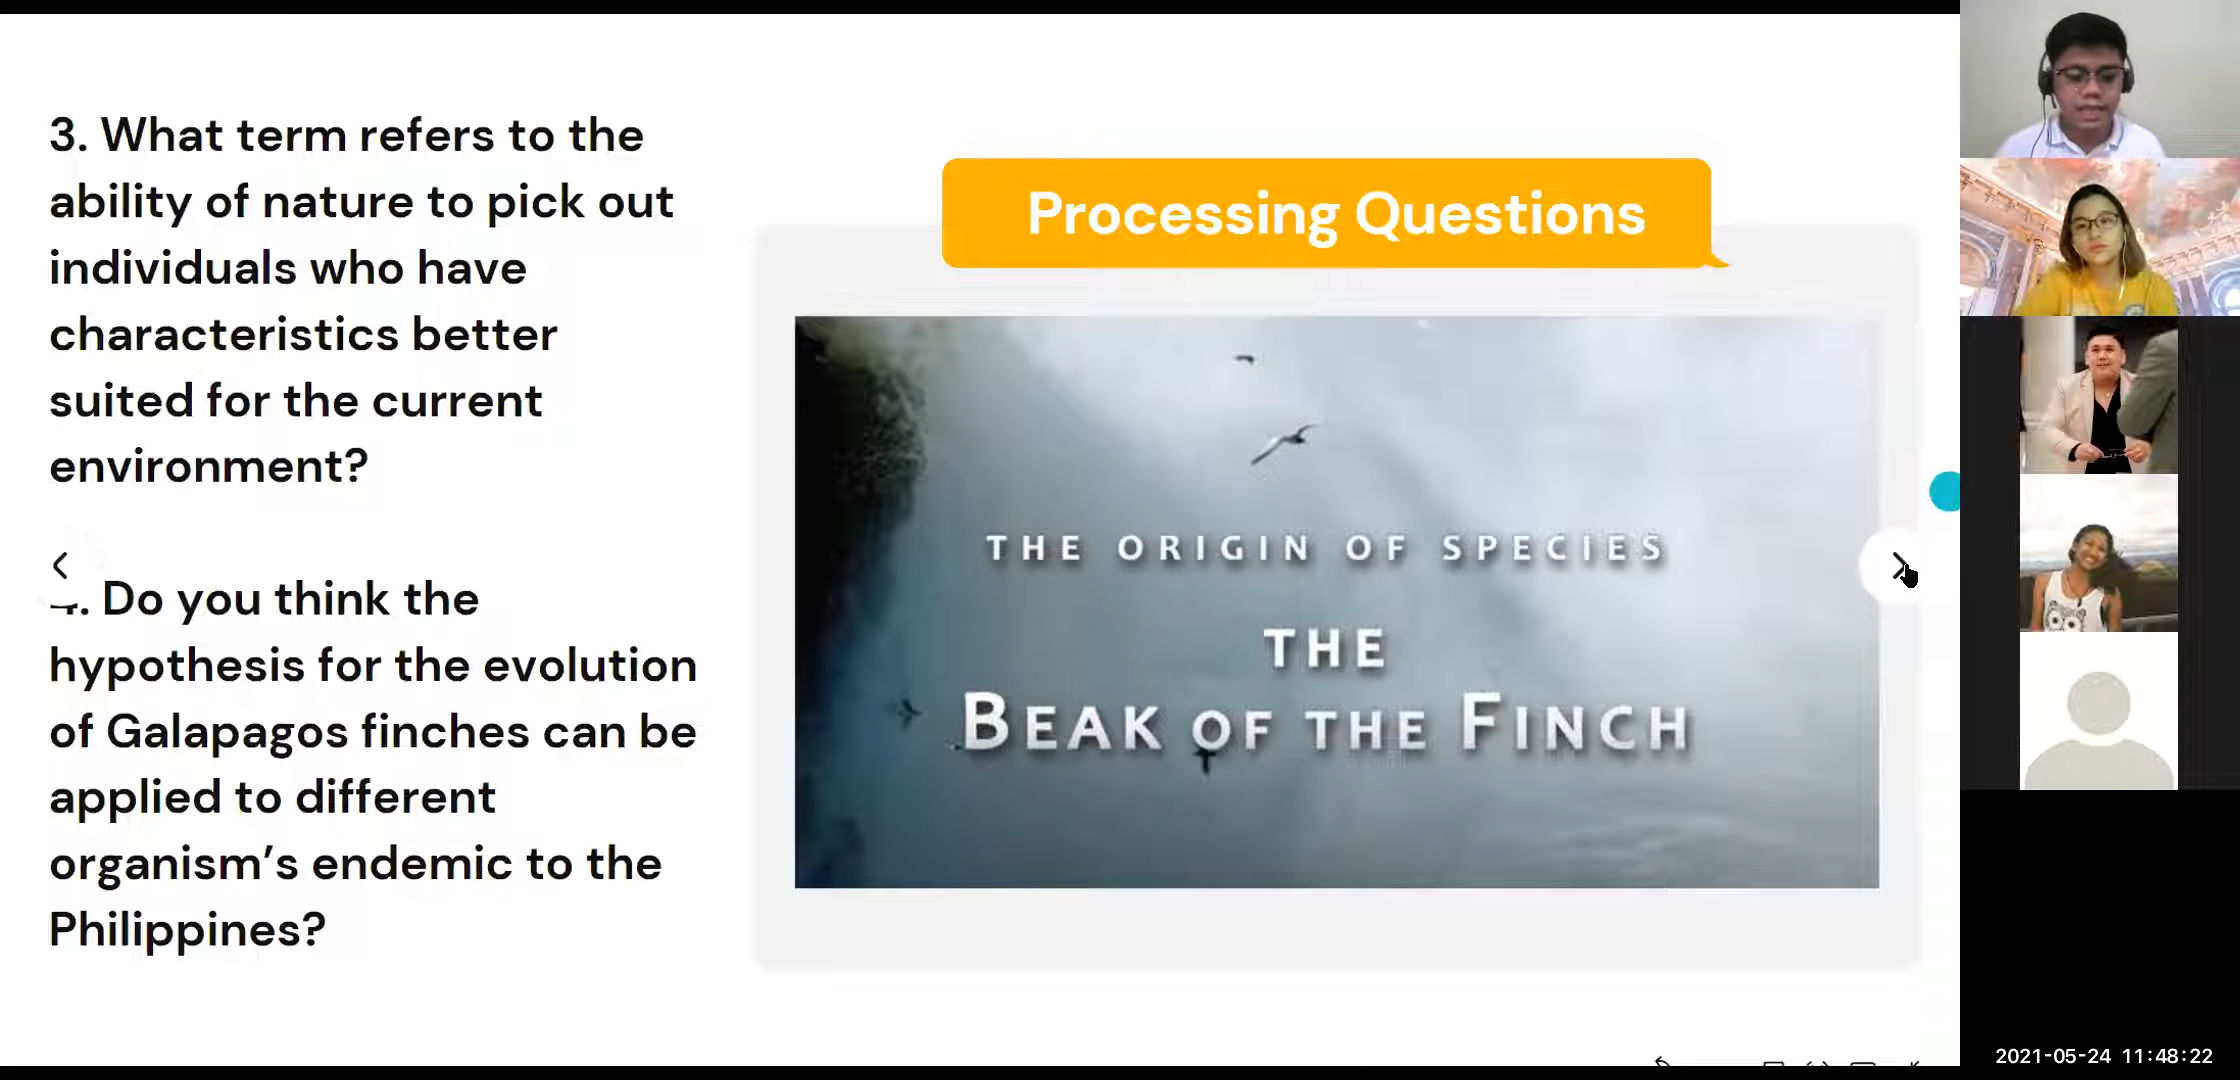 3. What term refers to the
ability of nature to pick out
individuals who have
characteristics better
suited for the current
environment?
. Do you think the
hypothesis for the evolution
of Galapagos finches can be
applied to different
organism’s endemic to the
Philippines?
Processing Questions
THE ORIGIN OF SPECIES
THE
BEAK OF THE FINCH
2021-05-24 11:48:22